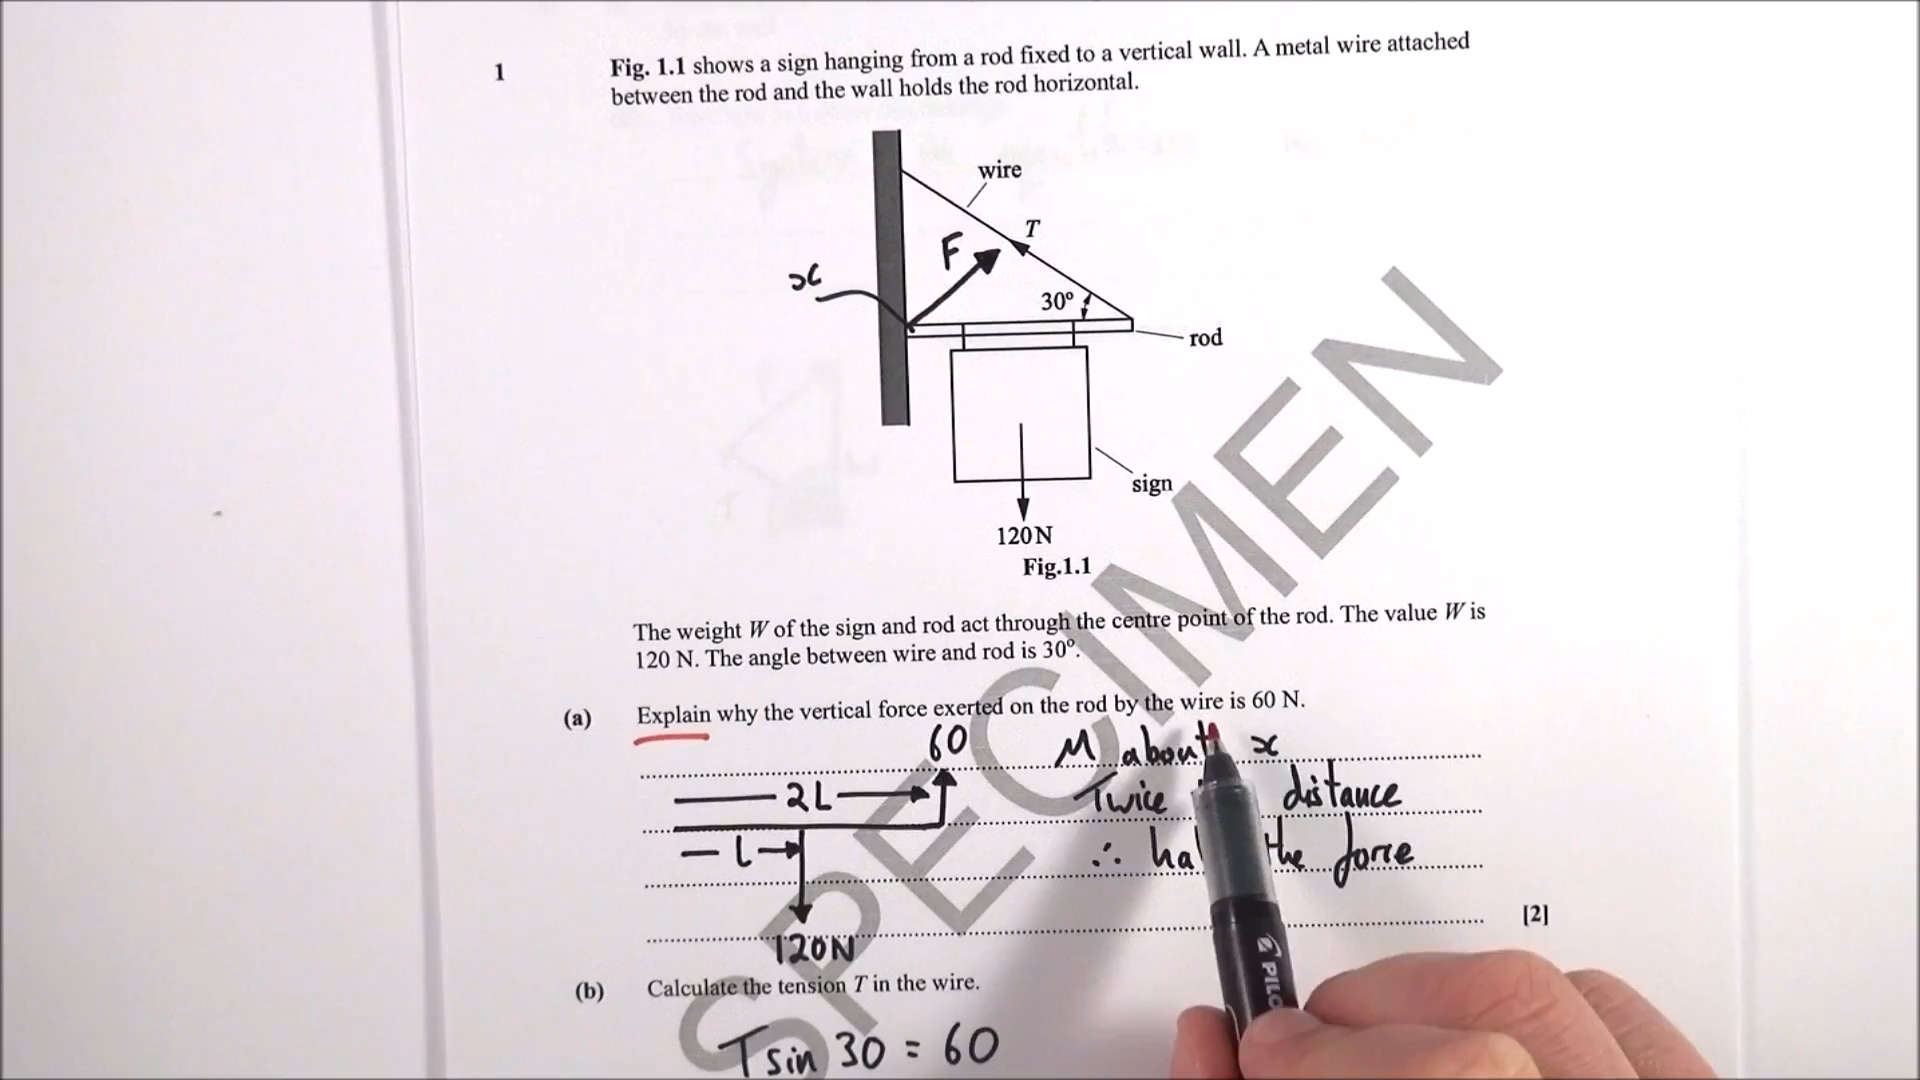 1 Fig. 1.1 shows a sign hanging from a rod fixed to a vertical wall. A metal wire attached
between the rod and the wall holds the rod horizontal.
wire
T
F
x
30º
rod
sign
120N
Fig.1.1
The weight W of the sign and rod act through the centre point of the rod. The value W is
120 N. The angle between wire and rod is 30º.
(a) Explain why the vertical force exerted on the rod by the wire is 60 N.
60 M about x
2L Twice distance
L ∴ the force
[2]
120N
(b) Calculate the tension T in the wire.
T sin 30 = 60
SPECIMEN
PILO